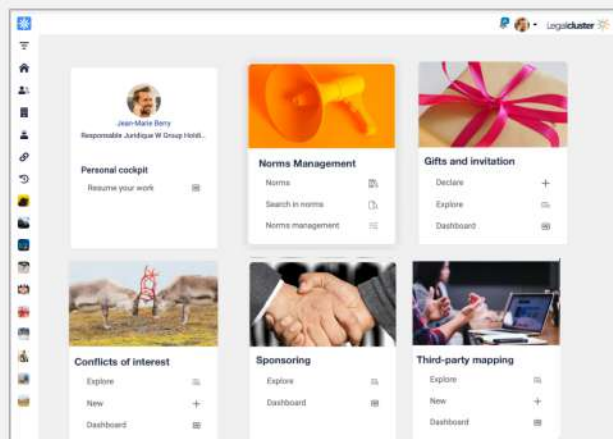 Legalcluster
Jean-Marie Berry
Responsable Juridique W Group Holdi..
Personal cockpit
Resume your work
Norms Management
Norms
Search in norms
Norms management
Gifts and invitation
Declare
Explore
Dashboard
Conflicts of interest
Explore
New
Dashboard
Sponsoring
Explore
Dashboard
Third-party mapping
Explore
New
Dashboard